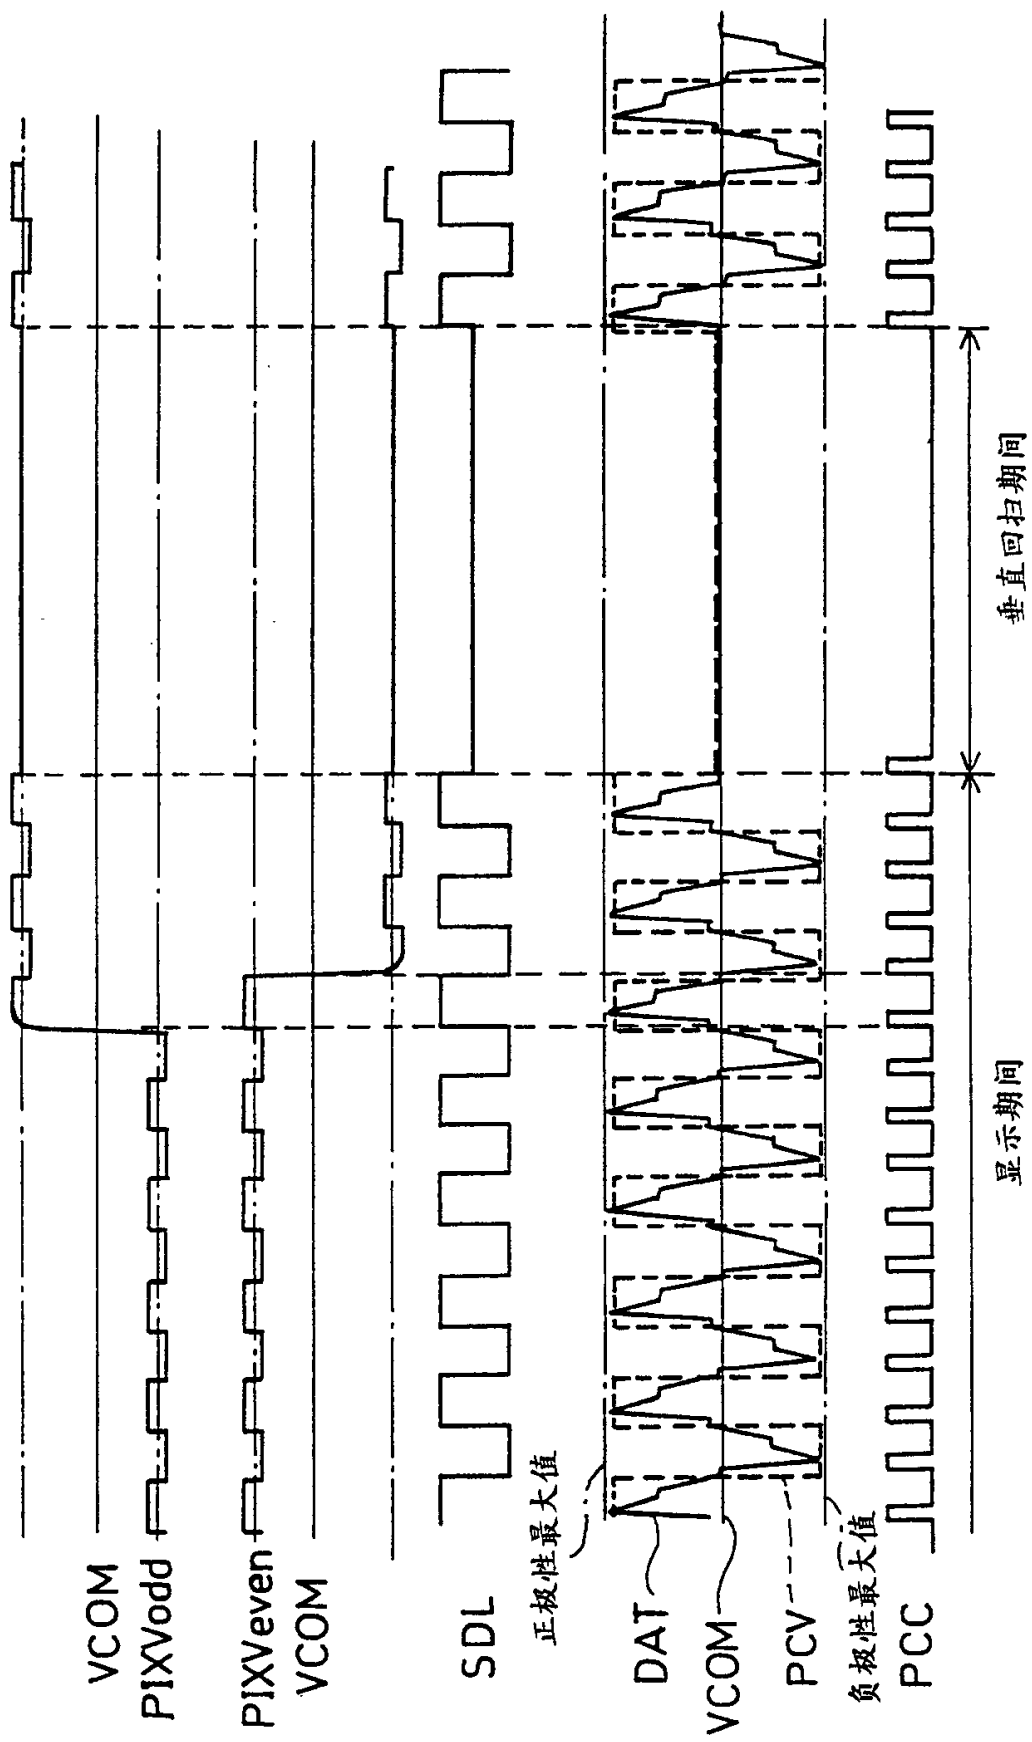 VCOM
PIXVodd
PIXVeven
VCOM
SDL
正极性最大值
DAT
VCOM
PCV
负极性最大值
PCC
显示期间
垂直回扫期间